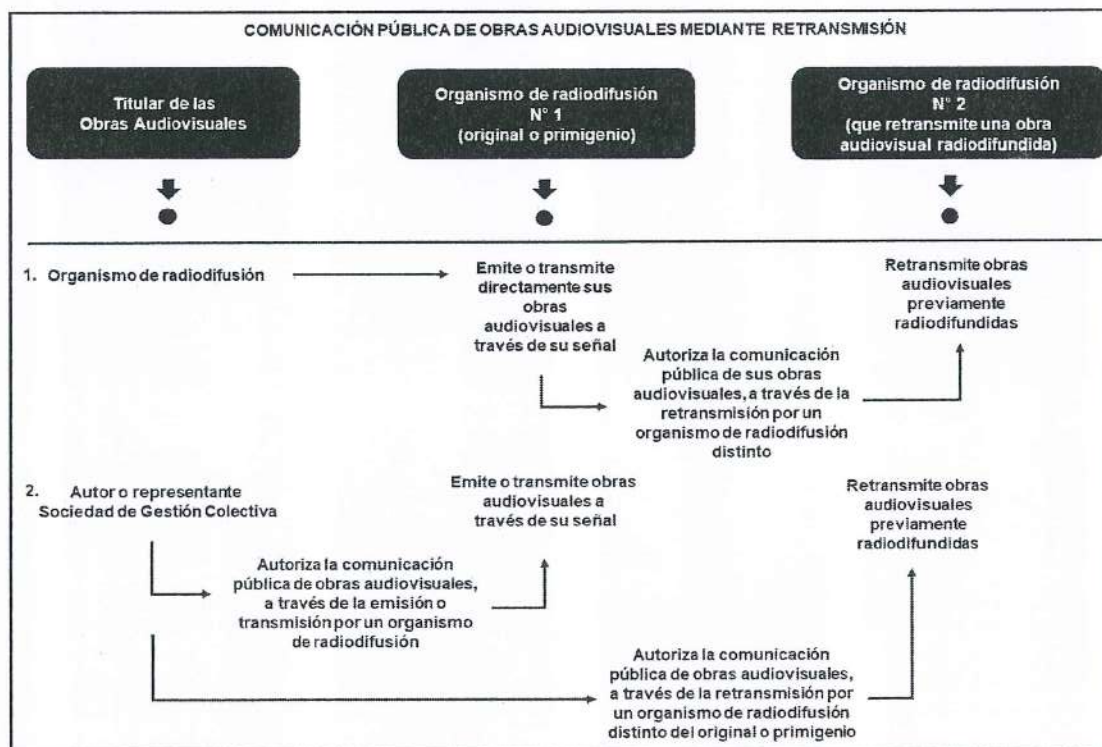 COMUNICACIÓN PÚBLICA DE OBRAS AUDIOVISUALES MEDIANTE RETRANSMISIÓN
Titular de las
Obras Audiovisuales
Organismo de radiodifusión
N° 1
(original o primigenio)
Organismo de radiodifusión
N° 2
(que retransmite una obra
audiovisual radiodifundida)
1. Organismo de radiodifusión
Emite o transmite
directamente sus
obras
audiovisuales a
través de su señal
Autoriza la comunicación
pública de sus obras
audiovisuales, a través de la
retransmisión por un
organismo de radiodifusión
distinto
Retransmite obras
audiovisuales
previamente
radiodifundidas
2. Autor o representante
Sociedad de Gestión Colectiva
Autoriza la comunicación
pública de obras audiovisuales,
a través de la emisión o
transmisión por un organismo
de radiodifusión
Emite o transmite obras
audiovisuales a
través de su señal
Autoriza la comunicación
pública de obras audiovisuales,
a través de la retransmisión por
un organismo de radiodifusión
distinto del original o primigenio
Retransmite obras
audiovisuales
previamente
radiodifundidas